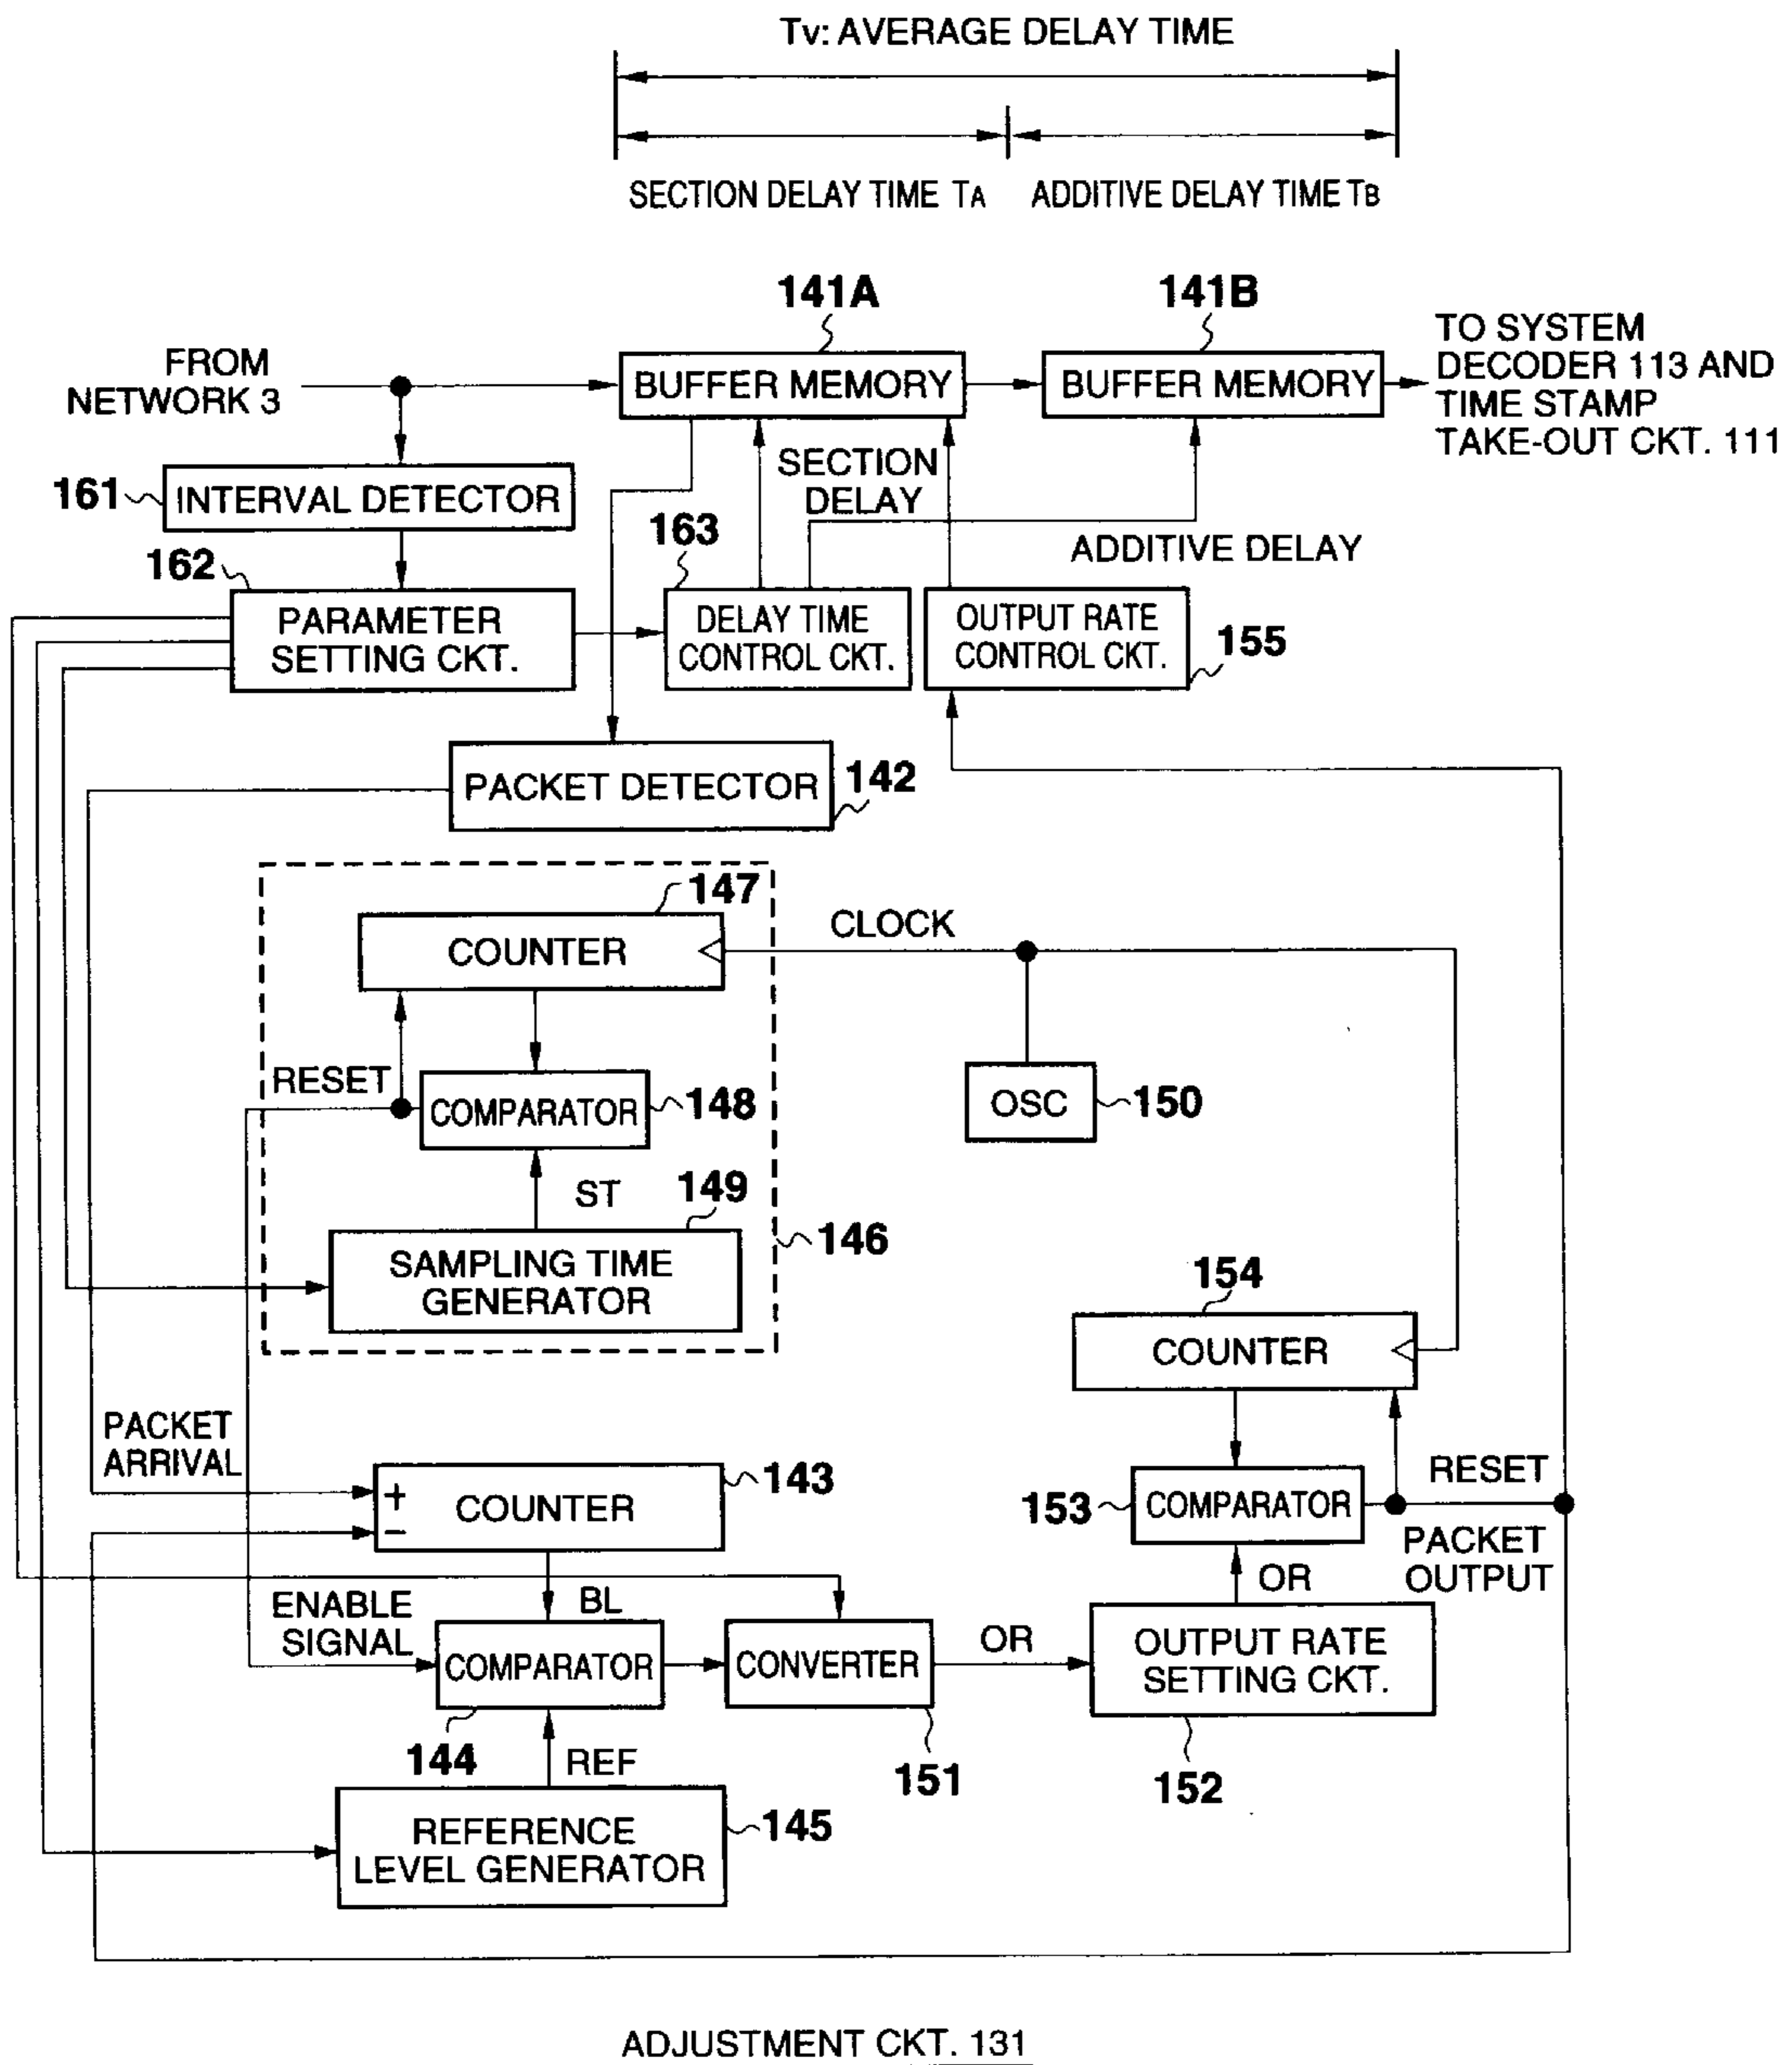 Tv: AVERAGE DELAY TIME
SECTION DELAY TIME TA
ADDITIVE DELAY TIME TB
141A
141B
FROM
NETWORK 3
BUFFER MEMORY
BUFFER MEMORY
TO SYSTEM
DECODER 113 AND
TIME STAMP
TAKE-OUT CKT. 111
161
INTERVAL DETECTOR
SECTION
DELAY
163
ADDITIVE DELAY
162
PARAMETER
SETTING CKT.
DELAY TIME
CONTROL CKT.
OUTPUT RATE
CONTROL CKT.
155
PACKET DETECTOR
142
147
COUNTER
CLOCK
RESET
COMPARATOR
148
OSC
150
ST
149
SAMPLING TIME
GENERATOR
146
154
COUNTER
PACKET
ARRIVAL
+
−
COUNTER
143
153
COMPARATOR
RESET
PACKET
OUTPUT
OR
ENABLE
SIGNAL
BL
COMPARATOR
CONVERTER
OR
OUTPUT RATE
SETTING CKT.
144
REF
151
152
REFERENCE
LEVEL GENERATOR
145
ADJUSTMENT CKT. 131